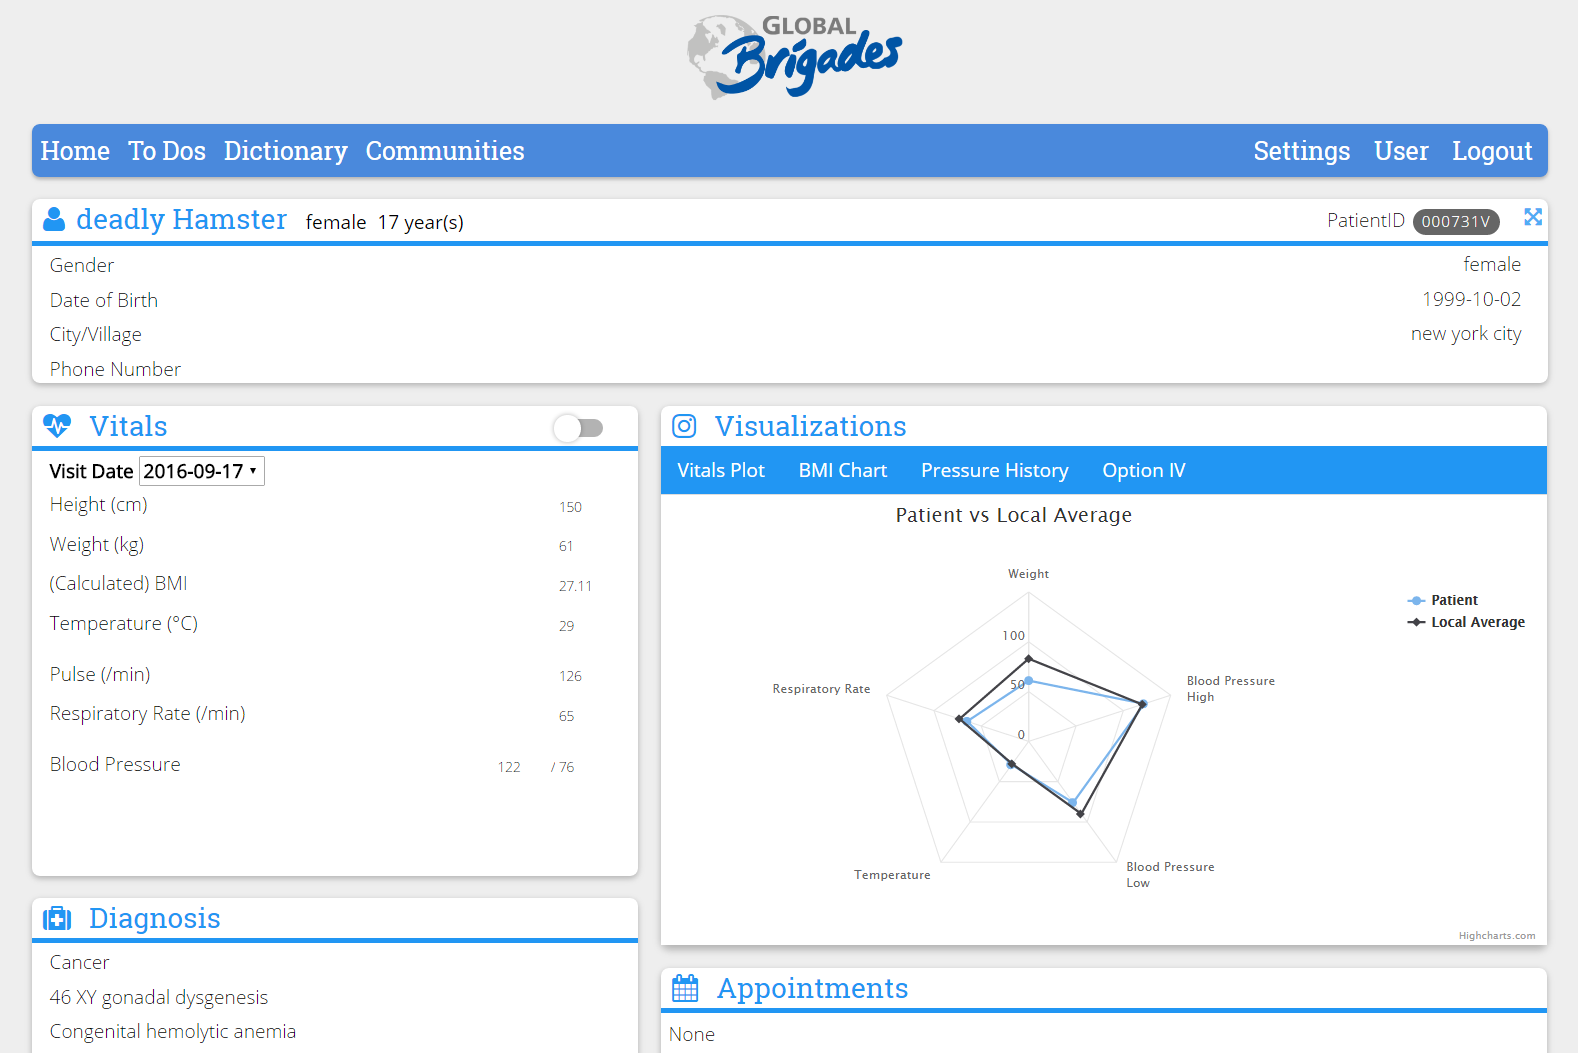 GLOBAL
Brigades
Home To Dos Dictionary Communities Settings User Logout
deadly Hamster female 17 year(s) PatientID 000731V
Gender female
Date of Birth 1999-10-02
City/Village new york city
Phone Number
Vitals
Visit Date 2016-09-17
Height (cm) 150
Weight (kg) 61
(Calculated) BMI 27.11
Temperature (°C) 29
Pulse (/min) 126
Respiratory Rate (/min) 65
Blood Pressure 122 / 76
Diagnosis
Cancer
46 XY gonadal dysgenesis
Congenital hemolytic anemia
Visualizations
Vitals Plot BMI Chart Pressure History Option IV
Patient vs Local Average
Weight
Patient
Local Average
100
50
0
Respiratory Rate
Blood Pressure
High
Temperature
Blood Pressure
Low
Highcharts.com
Appointments
None